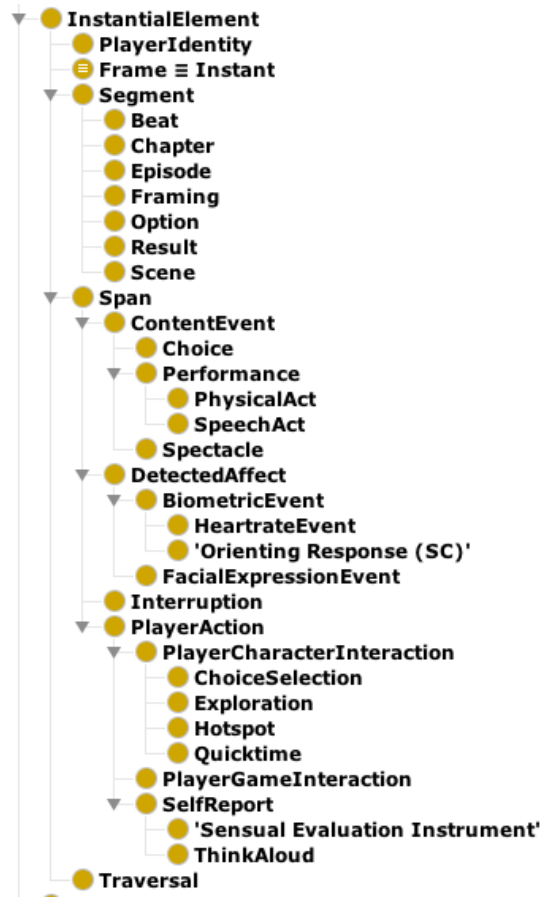 InstantialElement
PlayerIdentity
Frame ≡ Instant
Segment
Beat
Chapter
Episode
Framing
Option
Result
Scene
Span
ContentEvent
Choice
Performance
PhysicalAct
SpeechAct
Spectacle
DetectedAffect
BiometricEvent
HeartrateEvent
'Orienting Response (SC)'
FacialExpressionEvent
Interruption
PlayerAction
PlayerCharacterInteraction
ChoiceSelection
Exploration
Hotspot
Quicktime
PlayerGameInteraction
SelfReport
'Sensual Evaluation Instrument'
ThinkAloud
Traversal